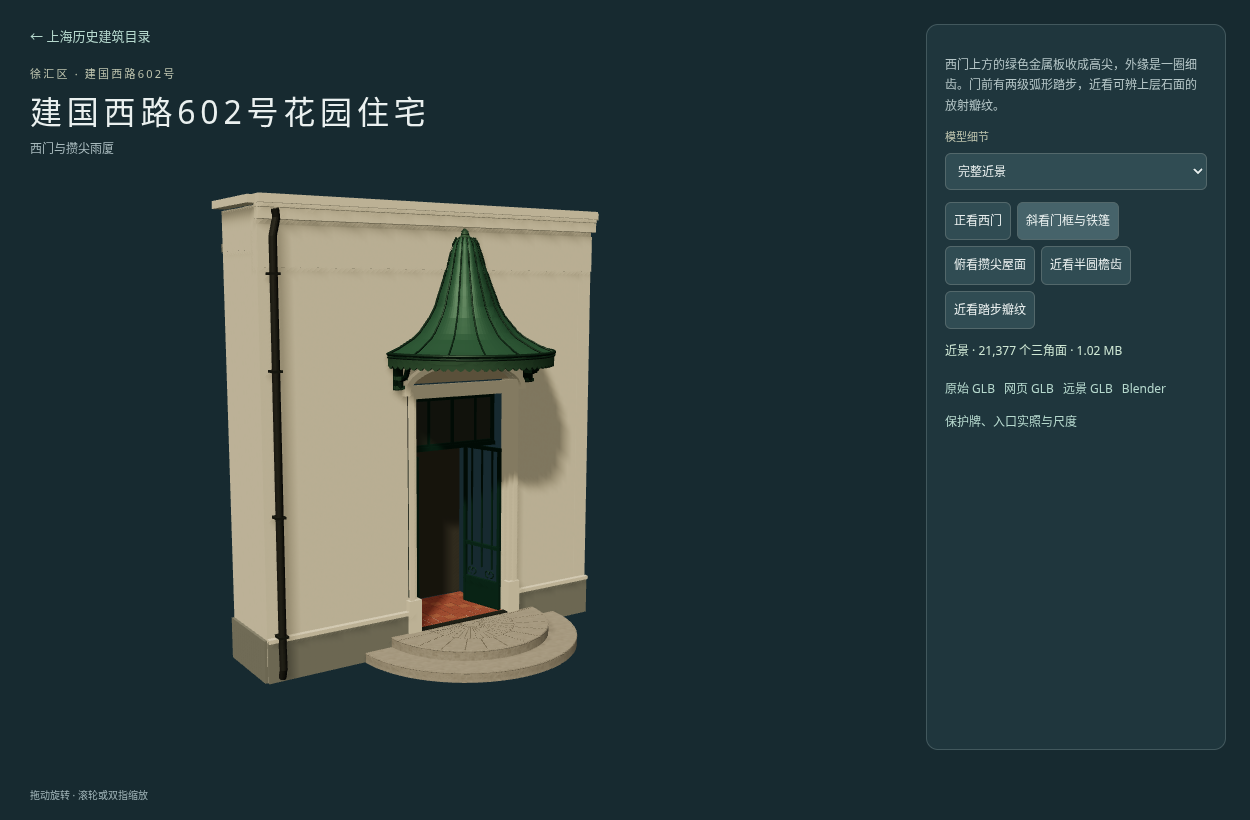 ← 上海历史建筑目录
徐汇区 · 建国西路602号
建国西路602号花园住宅
西门与攒尖雨厦
西门上方的绿色金属板收成高尖，外缘是一圈细
齿。门前有两级弧形踏步，近看可辨上层石面的
放射瓣纹。
模型细节
完整近景
正看西门 斜看门框与铁篷
俯看攒尖屋面 近看半圆檐齿
近看踏步瓣纹
近景 · 21,377 个三角面 · 1.02 MB
原始 GLB 网页 GLB 远景 GLB Blender
保护牌、入口实照与尺度
拖动旋转 · 滚轮或双指缩放